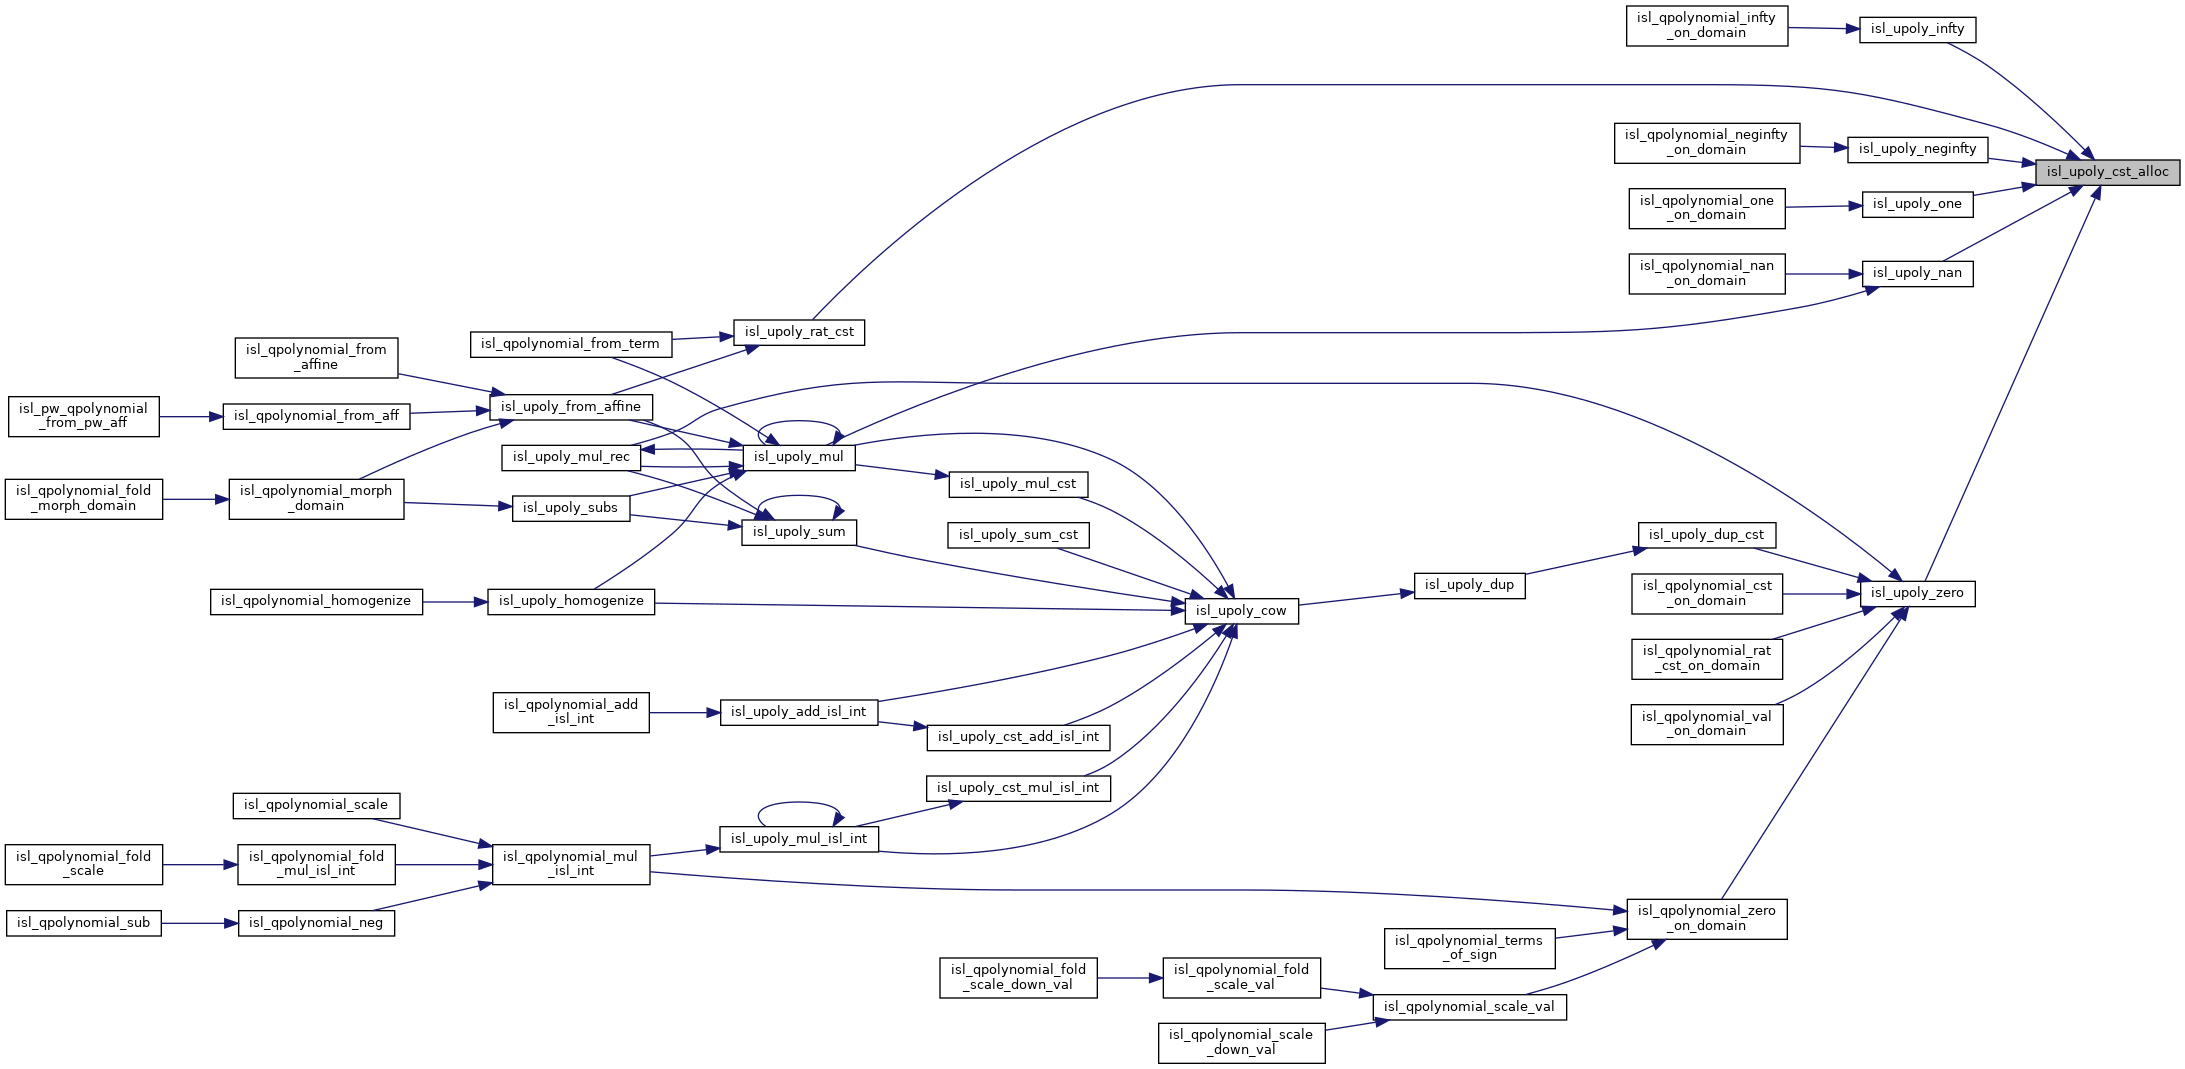 isl_qpolynomial_infty
_on_domain
isl_upoly_infty
isl_qpolynomial_neginfty
_on_domain
isl_upoly_neginfty
isl_upoly_cst_alloc
isl_qpolynomial_one
_on_domain
isl_upoly_one
isl_qpolynomial_nan
_on_domain
isl_upoly_nan
isl_upoly_rat_cst
isl_qpolynomial_from_term
isl_qpolynomial_from
_affine
isl_pw_qpolynomial
_from_pw_aff
isl_qpolynomial_from_aff
isl_upoly_from_affine
isl_upoly_mul_rec
isl_upoly_mul
isl_upoly_mul_cst
isl_qpolynomial_fold
_morph_domain
isl_qpolynomial_morph
_domain
isl_upoly_subs
isl_upoly_sum
isl_upoly_sum_cst
isl_upoly_dup_cst
isl_upoly_dup
isl_qpolynomial_cst
_on_domain
isl_upoly_zero
isl_qpolynomial_homogenize
isl_upoly_homogenize
isl_upoly_cow
isl_qpolynomial_rat
_cst_on_domain
isl_qpolynomial_add
_isl_int
isl_upoly_add_isl_int
isl_upoly_cst_add_isl_int
isl_qpolynomial_val
_on_domain
isl_upoly_cst_mul_isl_int
isl_qpolynomial_scale
isl_upoly_mul_isl_int
isl_qpolynomial_fold
_scale
isl_qpolynomial_fold
_mul_isl_int
isl_qpolynomial_mul
_isl_int
isl_qpolynomial_sub
isl_qpolynomial_neg
isl_qpolynomial_zero
_on_domain
isl_qpolynomial_terms
_of_sign
isl_qpolynomial_fold
_scale_down_val
isl_qpolynomial_fold
_scale_val
isl_qpolynomial_scale_val
isl_qpolynomial_scale
_down_val